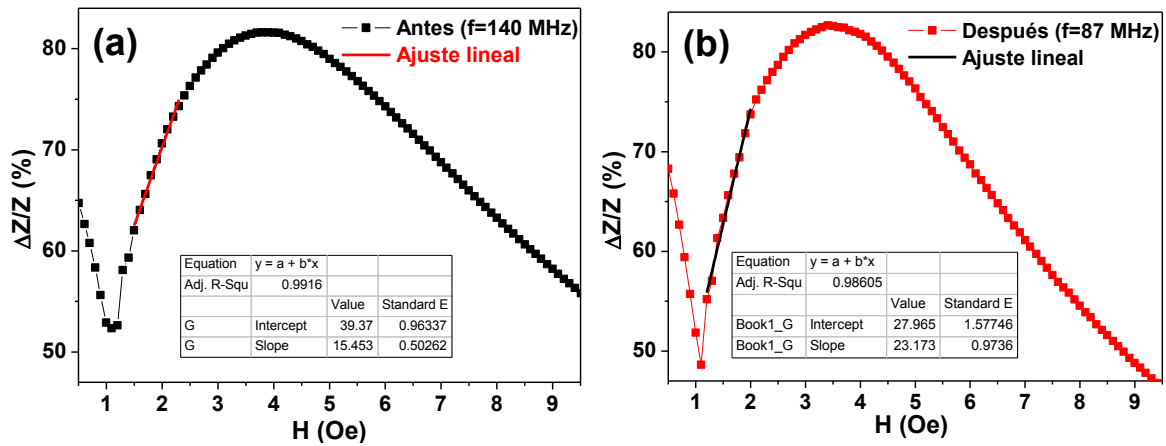 (a)
Antes (f=140 MHz)
Ajuste lineal
80
70
60
50
ΔZ/Z (%)
Equation y = a + b*x
Adj. R-Squ 0.9916
Value Standard E
G Intercept 39.37 0.96337
G Slope 15.453 0.50262
1 2 3 4 5 6 7 8 9
H (Oe)
(b)
Después (f=87 MHz)
Ajuste lineal
80
70
60
50
ΔZ/Z (%)
Equation y = a + b*x
Adj. R-Squ 0.98605
Value Standard E
Book1_G Intercept 27.965 1.57746
Book1_G Slope 23.173 0.9736
1 2 3 4 5 6 7 8 9
H (Oe)